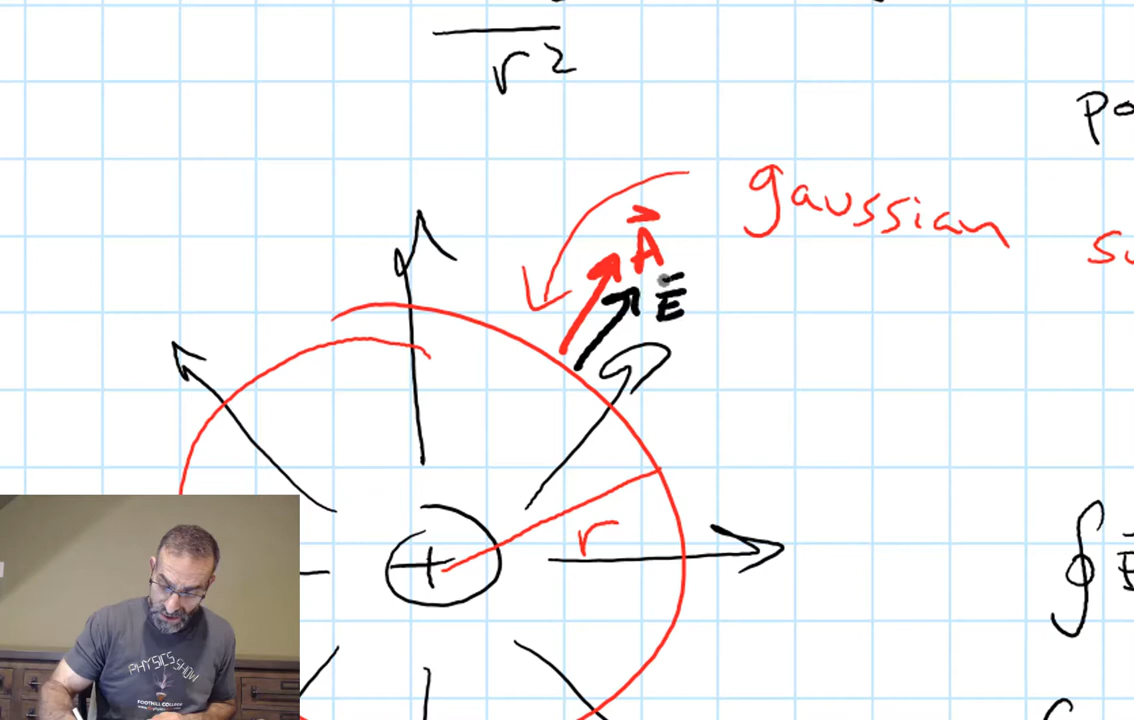 r²
gaussian
A⃗
E⃗
r
+
∮
PHYSICS SHOW
FOOTHILL COLLEGE